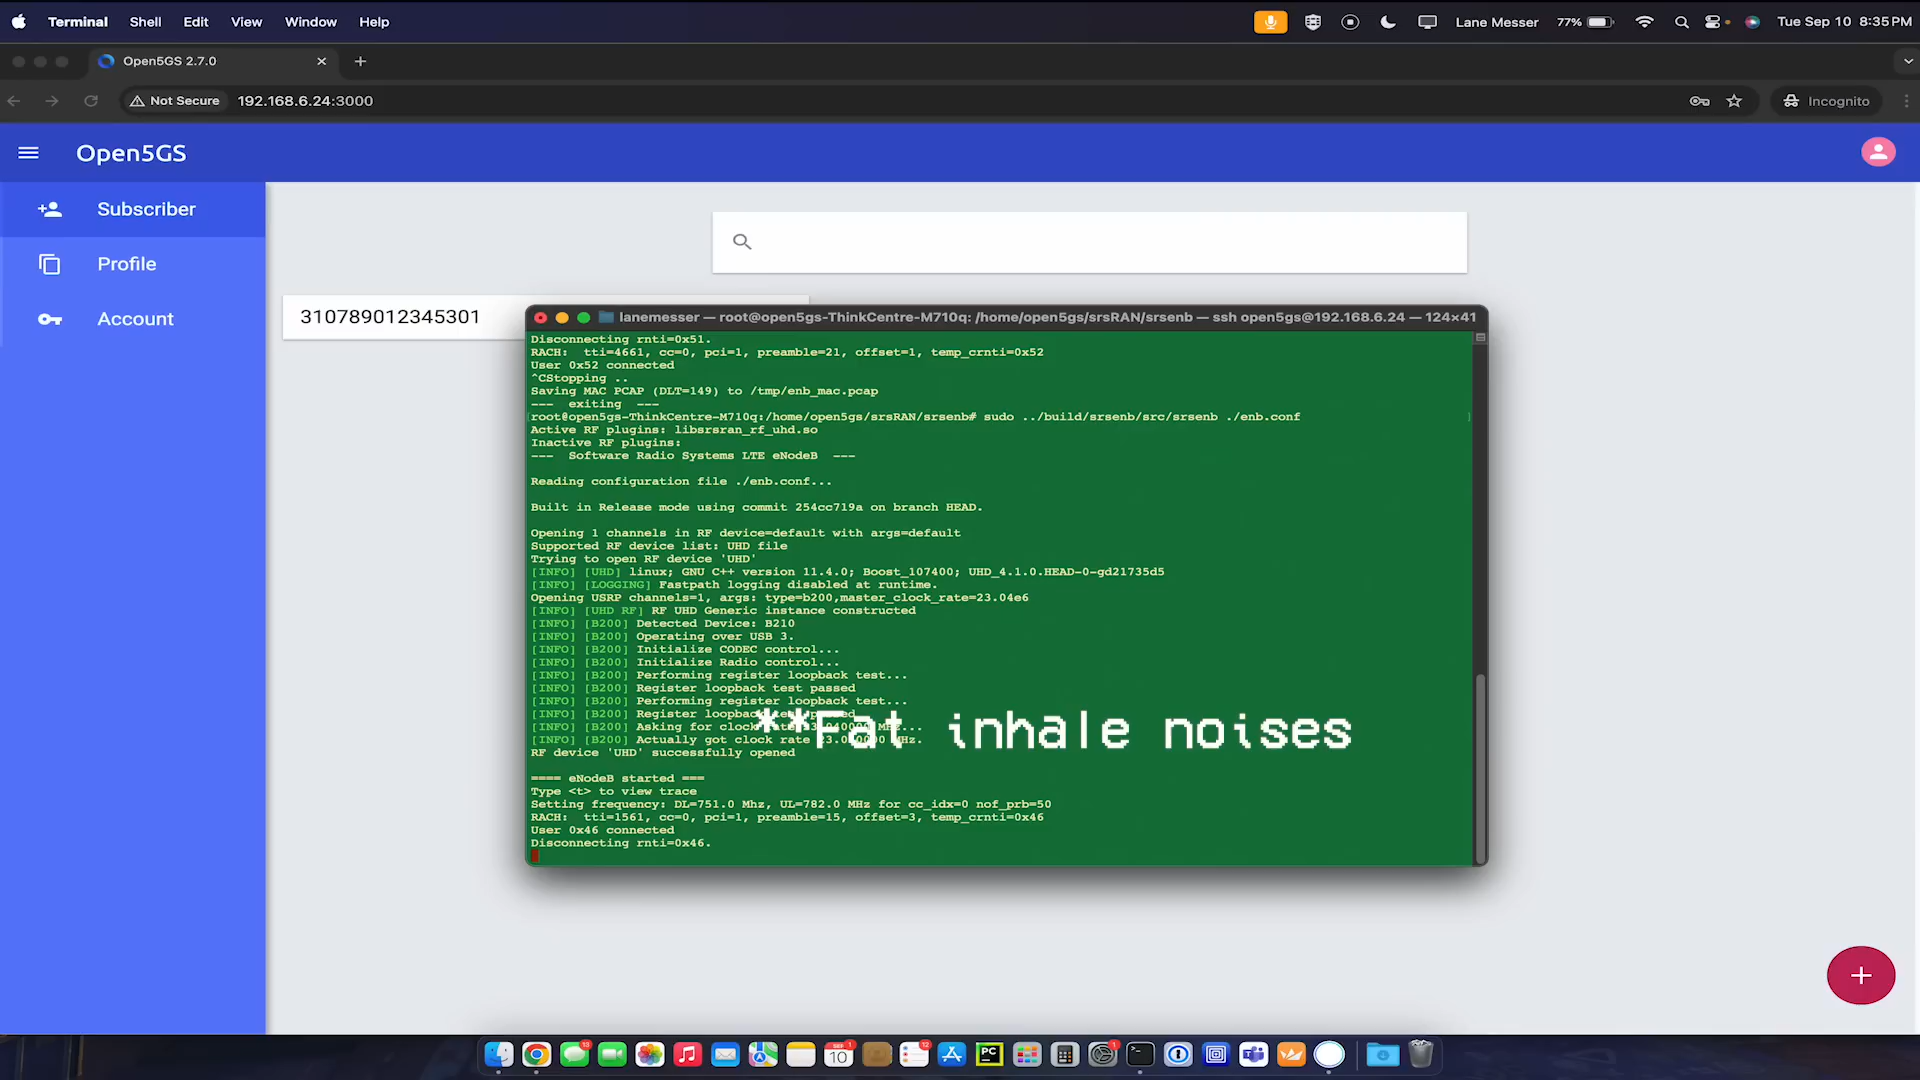 Terminal Shell Edit View Window Help Lane Messer 77% Tue Sep 10 8:35 PM
Open5GS 2.7.0
Not Secure 192.168.6.24:3000 Incognito
Open5GS
Subscriber
Profile
Account
310789012345301
lanemesser — root@open5gs-ThinkCentre-M710q: /home/open5gs/srsRAN/srsenb — ssh open5gs@192.168.6.24 — 124×41
Disconnecting rnti=0x51.
RACH:  tti=4661, cc=0, pci=1, preamble=21, offset=1, temp_crnti=0x52
User 0x52 connected
^CStopping ..
Saving MAC PCAP (DLT=149) to /tmp/enb_mac.pcap
---  exiting  ---
root@open5gs-ThinkCentre-M710q:/home/open5gs/srsRAN/srsenb# sudo ../build/srsenb/src/srsenb ./enb.conf
Active RF plugins: libsrsran_rf_uhd.so
Inactive RF plugins:
---  Software Radio Systems LTE eNodeB  ---
Reading configuration file ./enb.conf...
Built in Release mode using commit 254cc719a on branch HEAD.
Opening 1 channels in RF device=default with args=default
Supported RF device list: UHD file
Trying to open RF device 'UHD'
[INFO] [UHD] linux; GNU C++ version 11.4.0; Boost_107400; UHD_4.1.0.HEAD-0-gd21735d5
[INFO] [LOGGING] Fastpath logging disabled at runtime.
Opening USRP channels=1, args: type=b200,master_clock_rate=23.04e6
[INFO] [UHD RF] RF UHD Generic instance constructed
[INFO] [B200] Detected Device: B210
[INFO] [B200] Operating over USB 3.
[INFO] [B200] Initialize CODEC control...
[INFO] [B200] Initialize Radio control...
[INFO] [B200] Performing register loopback test...
[INFO] [B200] Register loopback test passed
[INFO] [B200] Performing register loopback test...
[INFO] [B200] Register loopback
[INFO] [B200] Asking for clock MHz...
[INFO] [B200] Actually got clock rate MHz.
**Fat inhale noises
RF device 'UHD' successfully opened
==== eNodeB started ===
Type <t> to view trace
Setting frequency: DL=751.0 Mhz, UL=782.0 MHz for cc_idx=0 nof_prb=50
RACH:  tti=1561, cc=0, pci=1, preamble=15, offset=3, temp_crnti=0x46
User 0x46 connected
Disconnecting rnti=0x46.